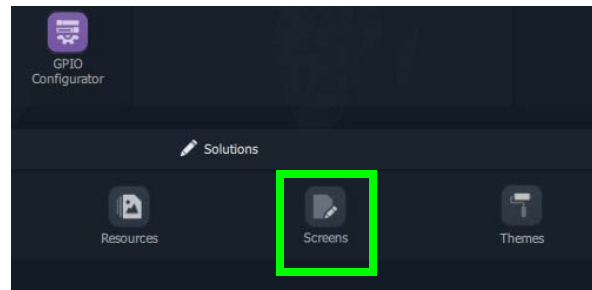 GPIO
Configurator
Solutions
Resources
Screens
Themes